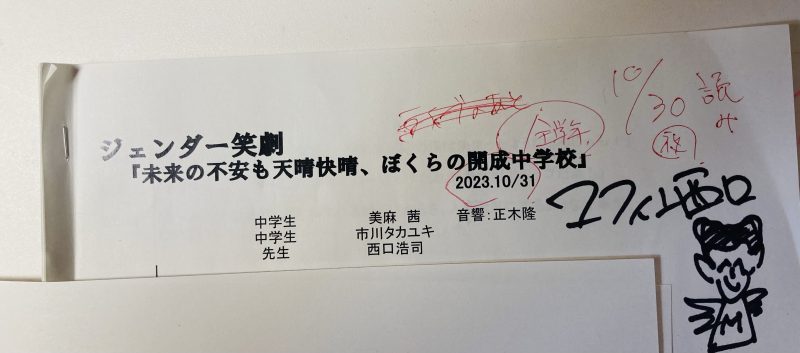 ジェンダー笑劇
『未来の不安も天晴快晴、ぼくらの開成中学校』
2023.10/31
中学生 美麻 茜 音響:正木隆
中学生 市川タカユキ
先生 西口浩司
全学年
10/30 読み
西口
M